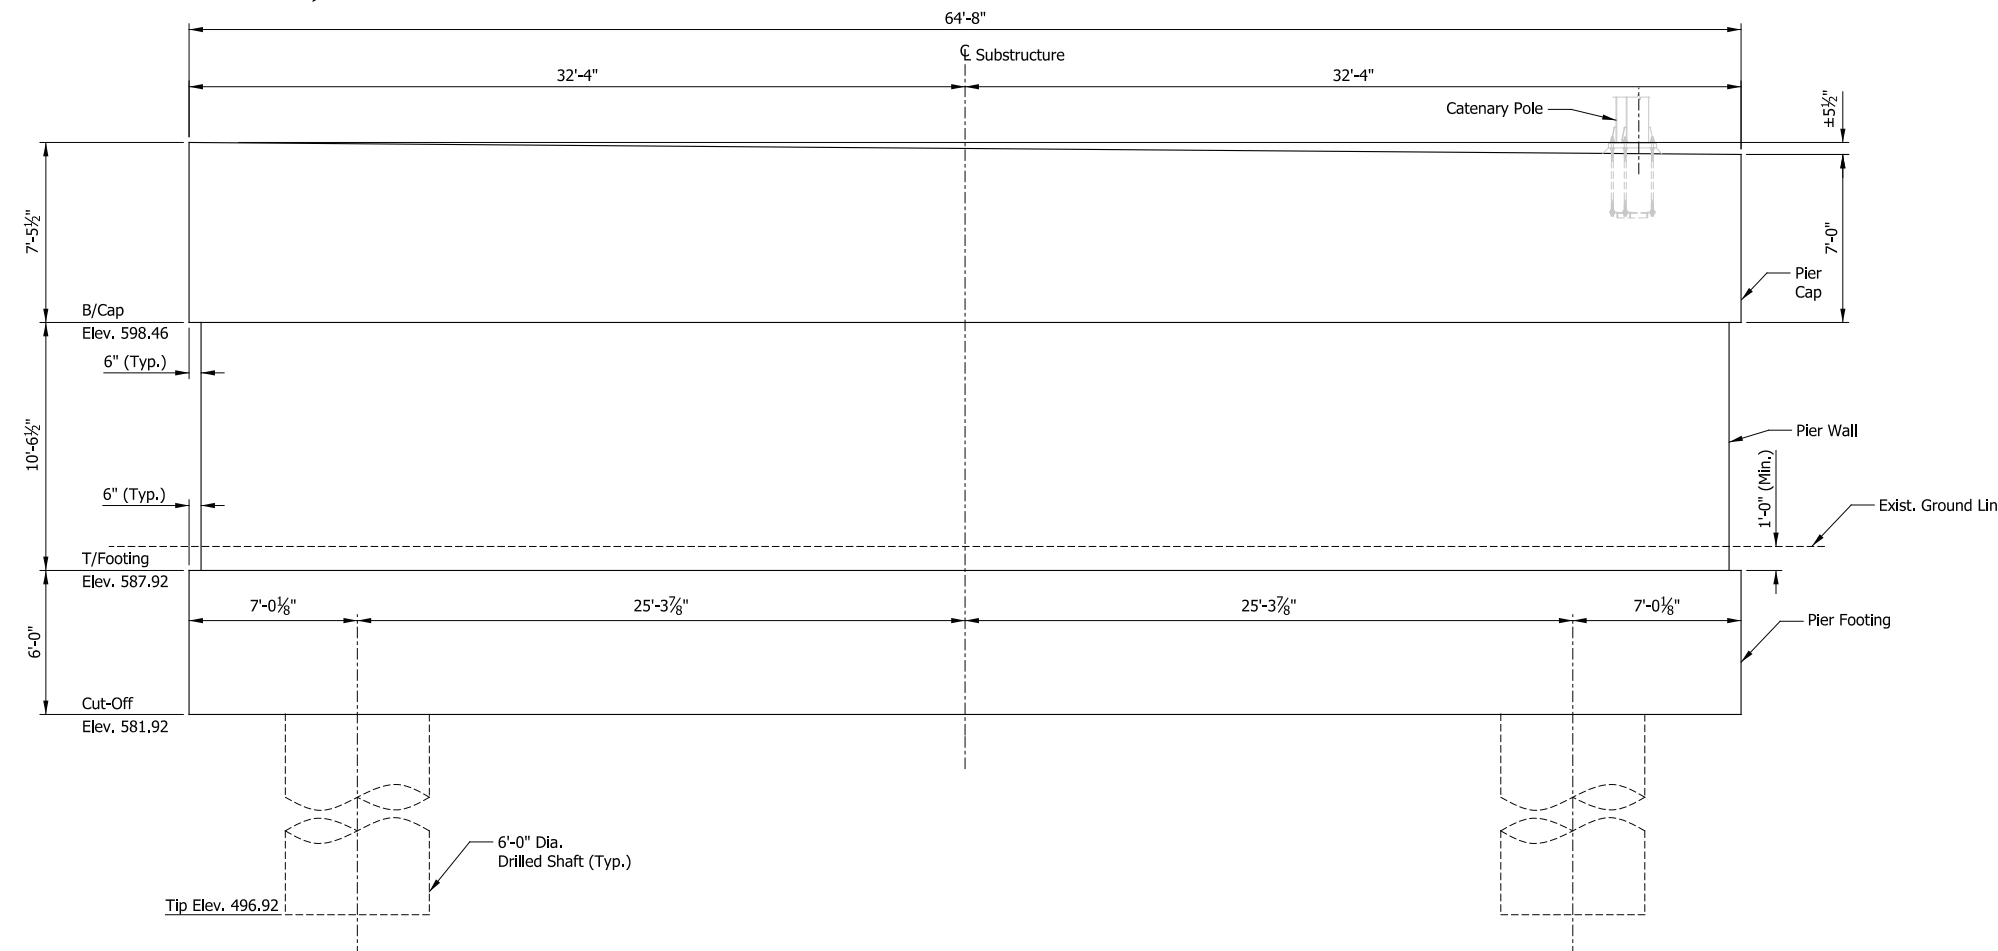 64'-8"
℄ Substructure
32'-4"
32'-4"
Catenary Pole
±5½"
7'-5½"
7'-0"
Pier
Cap
B/Cap
Elev. 598.46
6" (Typ.)
10'-6½"
Pier Wall
1'-0" (Min.)
6" (Typ.)
Exist. Ground Lin
T/Footing
Elev. 587.92
7'-0⅛"
25'-3⅞"
25'-3⅞"
7'-0⅛"
Pier Footing
6'-0"
Cut-Off
Elev. 581.92
6'-0" Dia.
Drilled Shaft (Typ.)
Tip Elev. 496.92